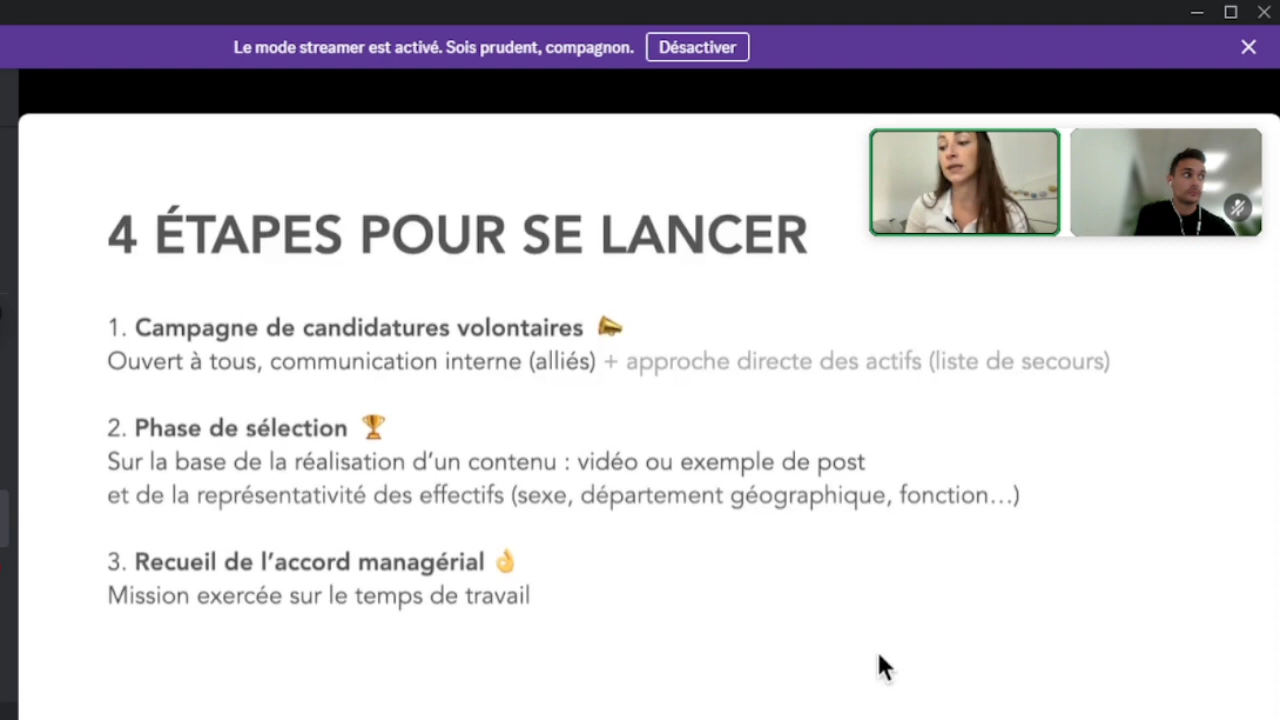 Le mode streamer est activé. Sois prudent, compagnon. Désactiver
4 ÉTAPES POUR SE LANCER
1. Campagne de candidatures volontaires
Ouvert à tous, communication interne (alliés) + approche directe des actifs (liste de secours)
2. Phase de sélection
Sur la base de la réalisation d’un contenu : vidéo ou exemple de post
et de la représentativité des effectifs (sexe, département géographique, fonction…)
3. Recueil de l’accord managérial
Mission exercée sur le temps de travail